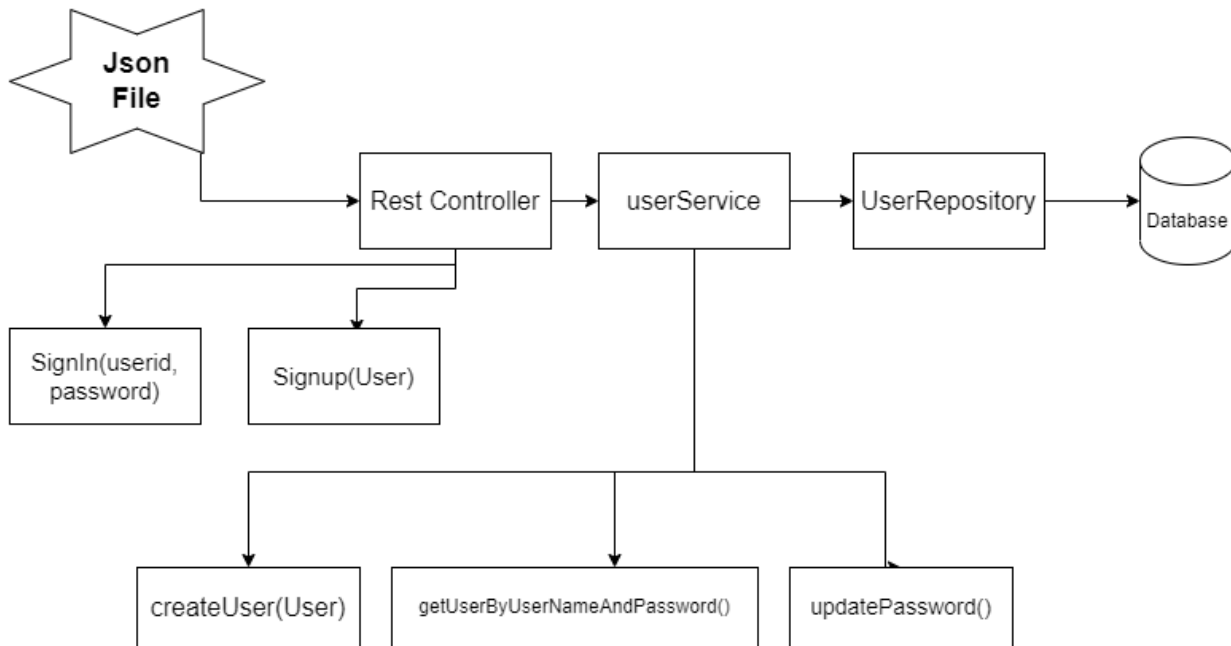 Json
File
Rest Controller
userService
UserRepository
Database
SignIn(userid,
password)
Signup(User)
createUser(User)
getUserByUserNameAndPassword()
updatePassword()